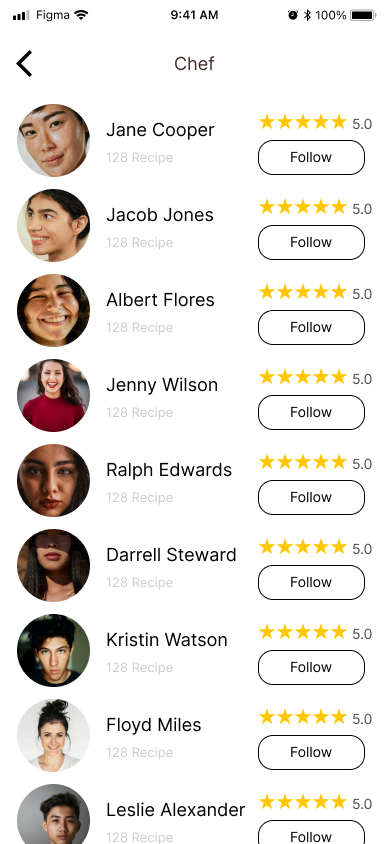 Figma 9:41 AM 100%
Chef
Jane Cooper 5.0
128 Recipe Follow
Jacob Jones 5.0
128 Recipe Follow
Albert Flores 5.0
128 Recipe Follow
Jenny Wilson 5.0
128 Recipe Follow
Ralph Edwards 5.0
128 Recipe Follow
Darrell Steward 5.0
128 Recipe Follow
Kristin Watson 5.0
128 Recipe Follow
Floyd Miles 5.0
128 Recipe Follow
Leslie Alexander 5.0
128 Recipe Follow